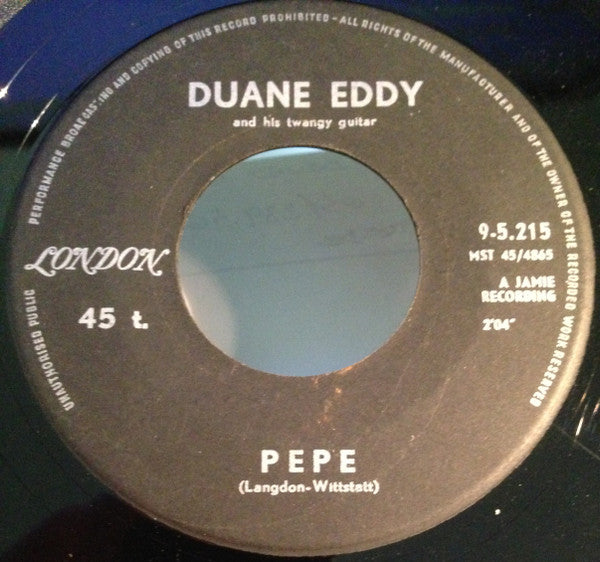 UNAUTHORISED PUBLIC PERFORMANCE BROADCASTING AND COPYING OF THIS RECORD PROHIBITED-ALL RIGHTS OF THE MANUFACTURER AND OF THE OWNER OF THE RECORDED WORK RESERVED
DUANE EDDY
and his twangy guitar
LONDON
45 t.
9-5.215
MST 45/4865
A JAMIE
RECORDING
2'04"
PEPE
(Langdon-Wittstatt)